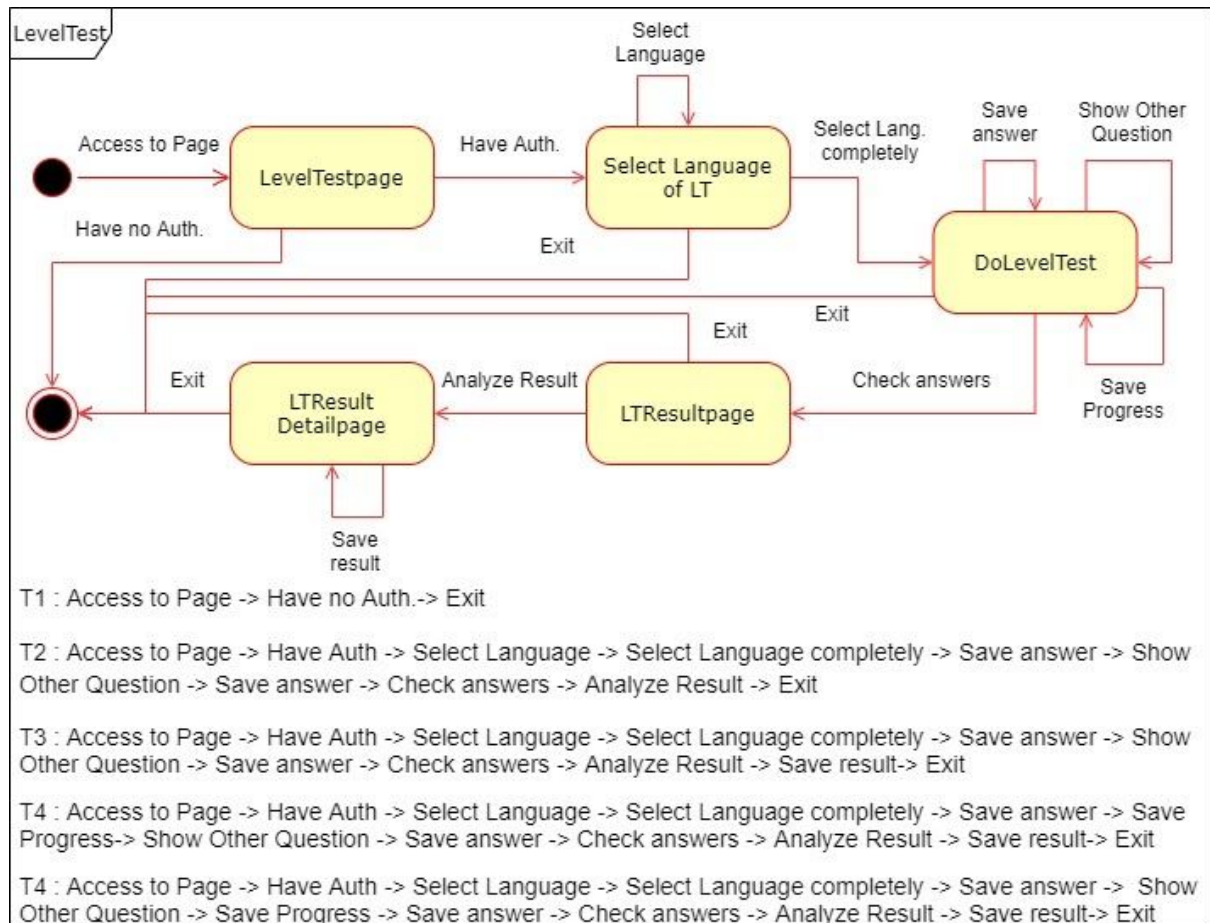 LevelTest
Select
Language
Access to Page
Have Auth.
Select Lang.
completely
Save
answer
Show Other
Question
LevelTestpage
Select Language
of LT
Have no Auth.
Exit
DoLevelTest
Exit
Exit
Exit
Analyze Result
Check answers
Save
Progress
LTResult
Detailpage
LTResultpage
Save
result
T1 : Access to Page -> Have no Auth.-> Exit
T2 : Access to Page -> Have Auth -> Select Language -> Select Language completely -> Save answer -> Show
Other Question -> Save answer -> Check answers -> Analyze Result -> Exit
T3 : Access to Page -> Have Auth -> Select Language -> Select Language completely -> Save answer -> Show
Other Question -> Save answer -> Check answers -> Analyze Result -> Save result-> Exit
T4 : Access to Page -> Have Auth -> Select Language -> Select Language completely -> Save answer -> Save
Progress-> Show Other Question -> Save answer -> Check answers -> Analyze Result -> Save result-> Exit
T4 : Access to Page -> Have Auth -> Select Language -> Select Language completely -> Save answer -> Show
Other Question -> Save Progress -> Save answer -> Check answers -> Analyze Result -> Save result-> Exit